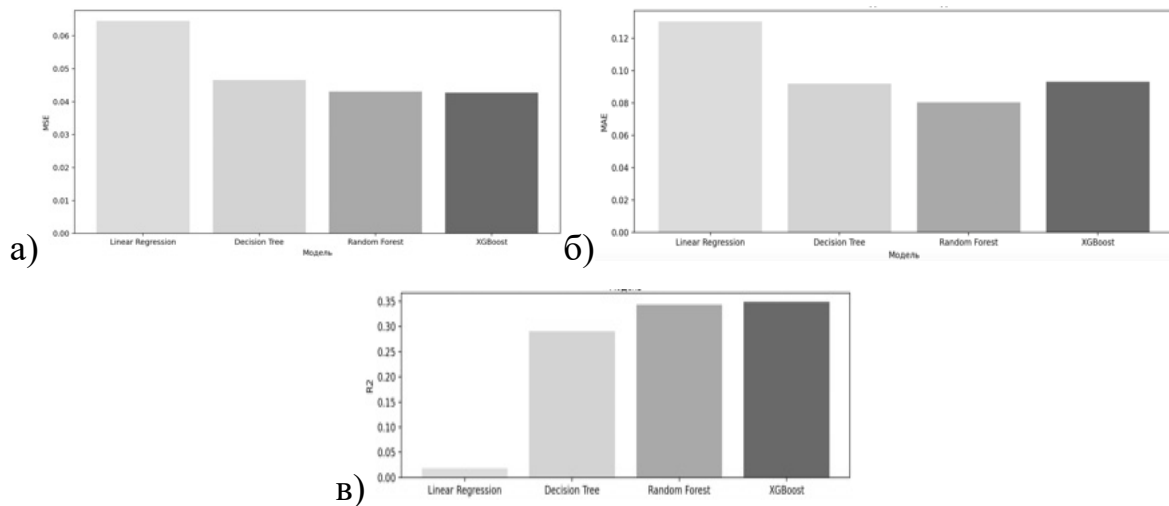 0.06
0.05
0.04
0.03
0.02
0.01
0.00
MSE
Linear Regression Decision Tree Random Forest XGBoost
Модель
а)
0.12
0.10
0.08
0.06
0.04
0.02
0.00
MAE
Linear Regression Decision Tree Random Forest XGBoost
Модель
б)
0.35
0.30
0.25
0.20
0.15
0.10
0.05
0.00
R2
Linear Regression Decision Tree Random Forest XGBoost
в)